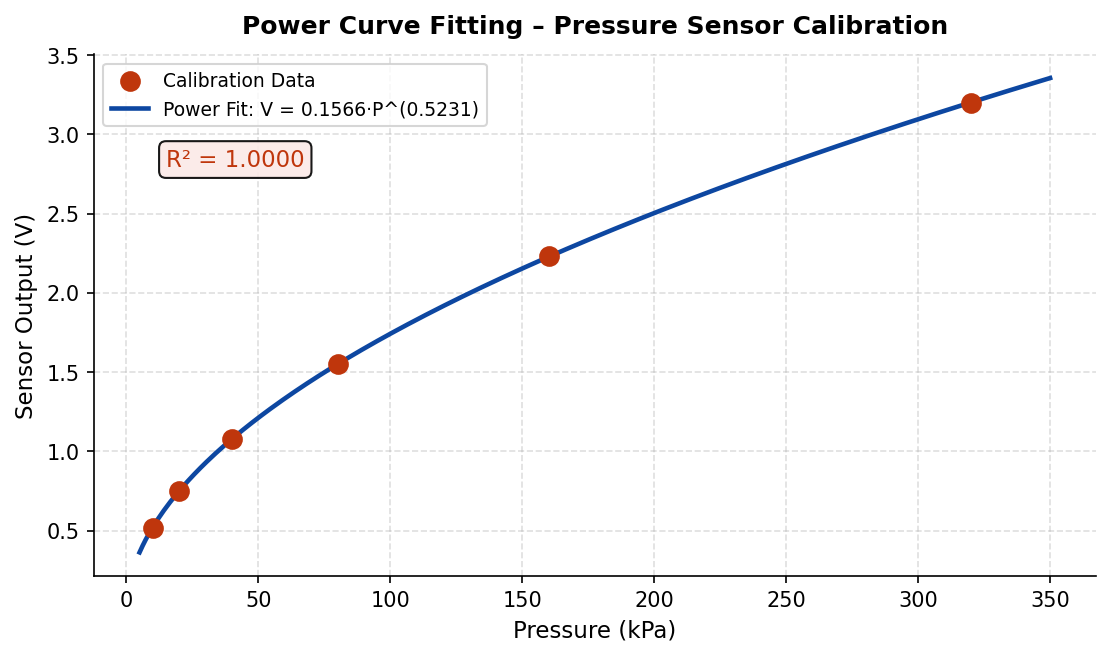 Power Curve Fitting – Pressure Sensor Calibration
Calibration Data
Power Fit: V = 0.1566·P^(0.5231)
R² = 1.0000
Sensor Output (V)
3.5
3.0
2.5
2.0
1.5
1.0
0.5
0 50 100 150 200 250 300 350
Pressure (kPa)